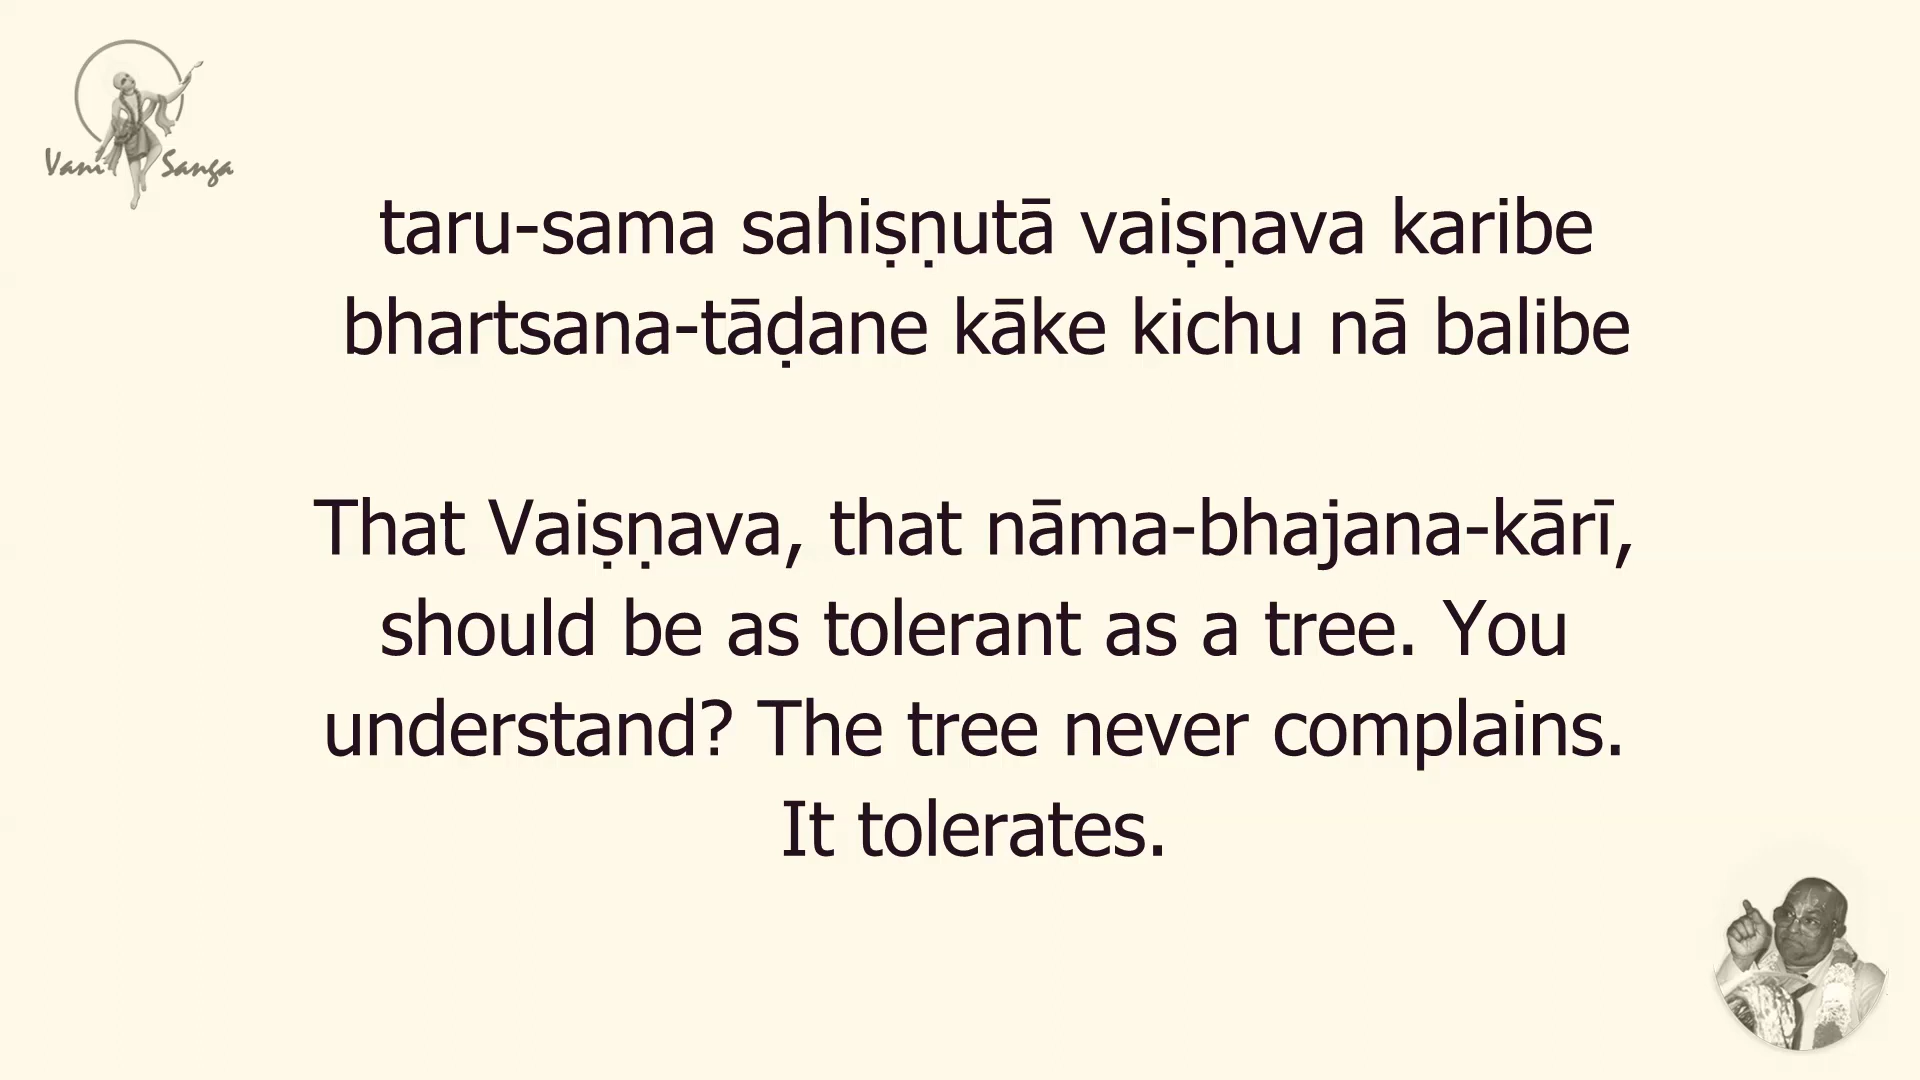 Vani Sanga
taru-sama sahiṣṇutā vaiṣṇava karibe
bhartsana-tāḍane kāke kichu nā balibe
That Vaiṣṇava, that nāma-bhajana-kārī,
should be as tolerant as a tree. You
understand? The tree never complains.
It tolerates.